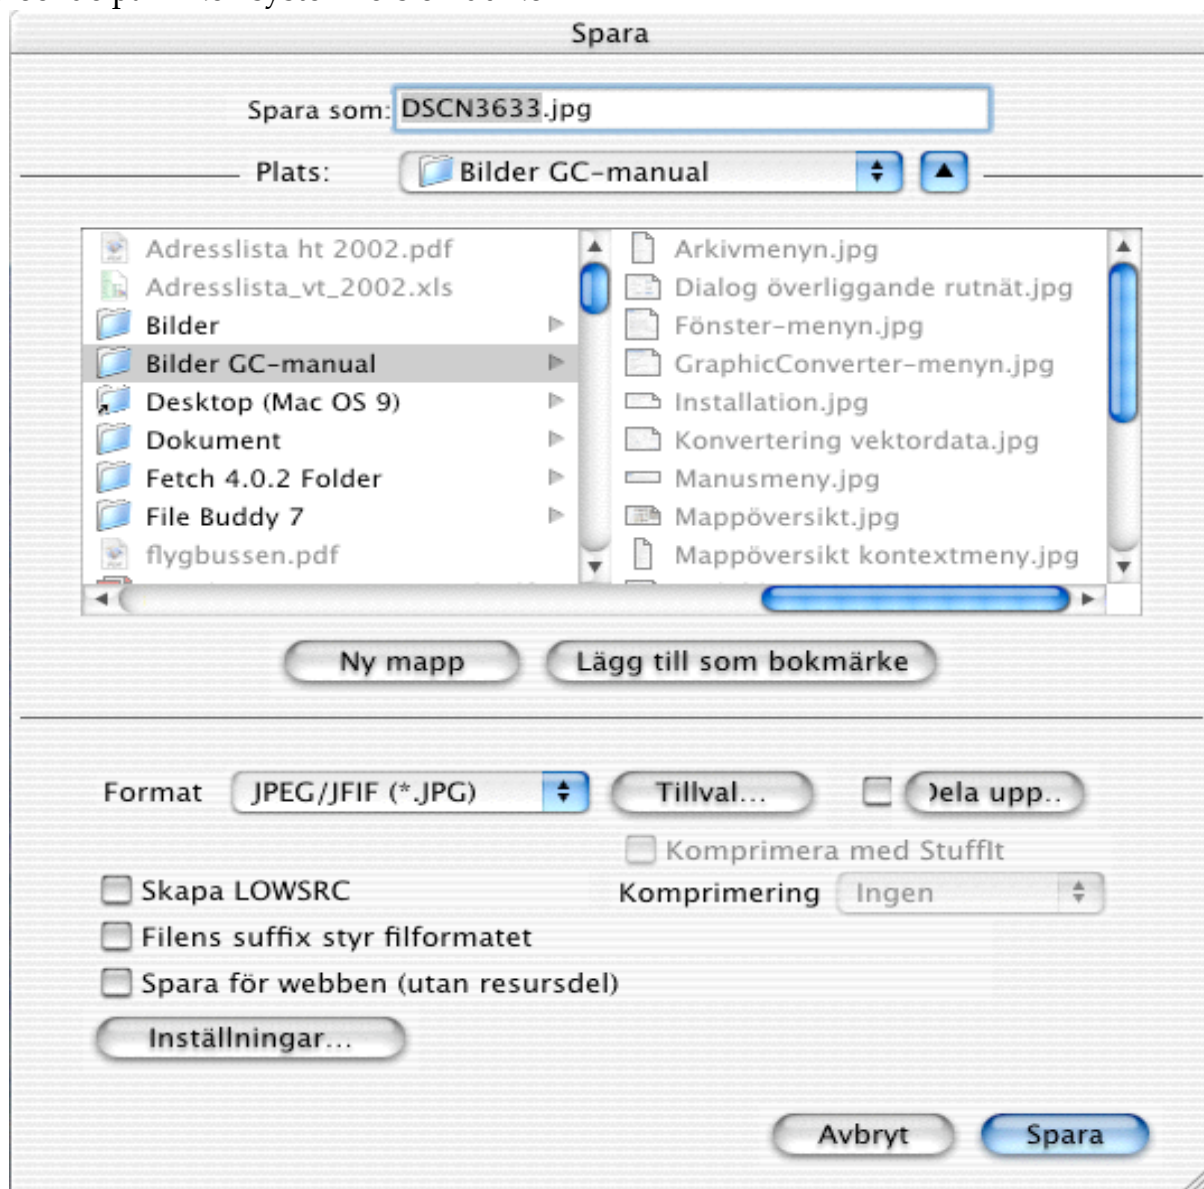 Spara
Spara som: DSCN3633.jpg
Plats: Bilder GC-manual
Adresslista ht 2002.pdf
Adresslista_vt_2002.xls
Bilder
Bilder GC-manual
Desktop (Mac OS 9)
Dokument
Fetch 4.0.2 Folder
File Buddy 7
flygbussen.pdf
Arkivmenyn.jpg
Dialog överliggande rutnät.jpg
Fönster-menyn.jpg
GraphicConverter-menyn.jpg
Installation.jpg
Konvertering vektordata.jpg
Manusmeny.jpg
Mappöversikt.jpg
Mappöversikt kontextmeny.jpg
Ny mapp Lägg till som bokmärke
Format JPEG/JFIF (*.JPG) Tillval... Dela upp..
Komprimera med StuffIt
Skapa LOWSRC Komprimering Ingen
Filens suffix styr filformatet
Spara för webben (utan resursdel)
Inställningar...
Avbryt Spara